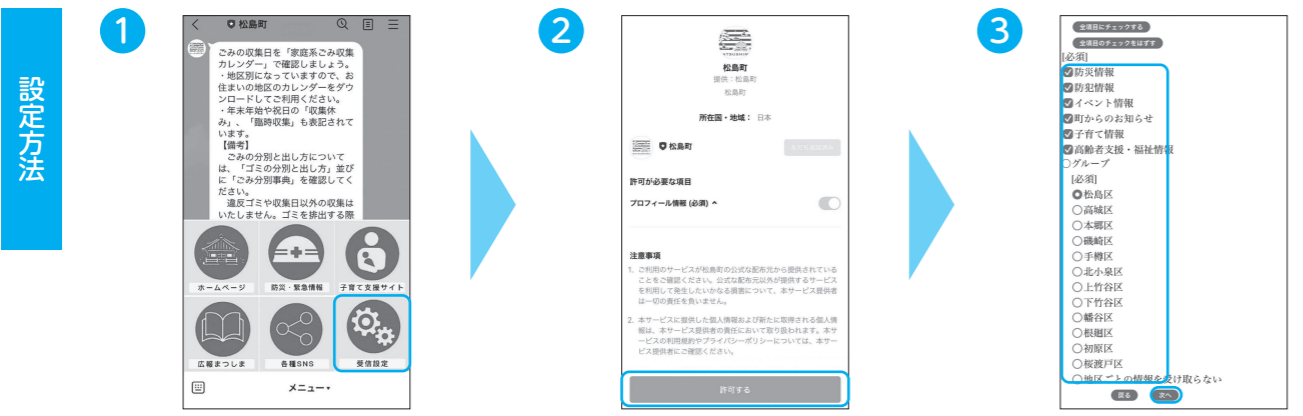 設定方法
1
松島町
ごみの収集日を「家庭系ごみ収集
カレンダー」で確認しましょう。
・地区別になっていますので、お
住まいの地区のカレンダーをダウ
ンロードしてご利用ください。
・年末年始や祝日の「収集休
み」、「臨時収集」も表記されて
います。
【備考】
ごみの分別と出し方について
は、「ゴミの分別と出し方」並び
に「ごみ分別事典」を確認してく
ださい。
違反ゴミや収集日以外の収集は
いたしません。ゴミを排出する際
ホームページ
防災・緊急情報
子育て支援サイト
広報まつしま
各種SNS
受信設定
メニュー▾
2
松島町
提供:松島町
松島町
所在国・地域: 日本
松島町
許可が必要な項目
プロフィール情報 (必須)
注意事項
1. ご利用のサービスが松島町の公式な配布元から提供されている
ことをご確認ください。公式な配布元以外が提供するサービス
を利用して発生したいかなる損害について、本サービス提供者
は一切の責任を負いません。
2. 本サービスに提供した個人情報および新たに取得される個人情
報は、本サービス提供者の責任において取り扱われます。本サ
ービスの利用規約やプライバシーポリシーについては、本サー
ビス提供者にご確認ください。
許可する
3
全項目にチェックする
全項目のチェックをはずす
[必須]
防災情報
防犯情報
イベント情報
町からのお知らせ
子育て情報
高齢者支援・福祉情報
グループ
[必須]
松島区
高城区
本郷区
磯崎区
手樽区
北小泉区
上竹谷区
下竹谷区
幡谷区
根廻区
初原区
桜渡戸区
地区ごとの情報を受け取らない
戻る
次へ